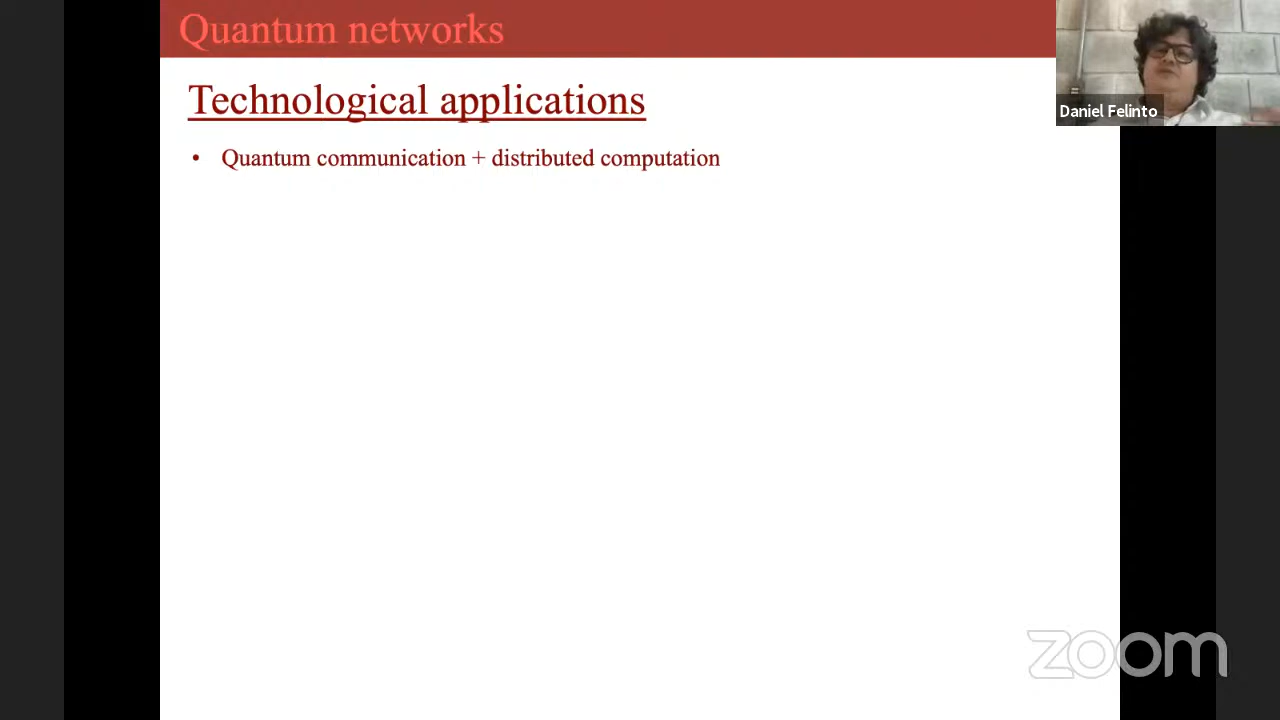 Quantum networks
Technological applications
• Quantum communication + distributed computation
Daniel Felinto
zoom